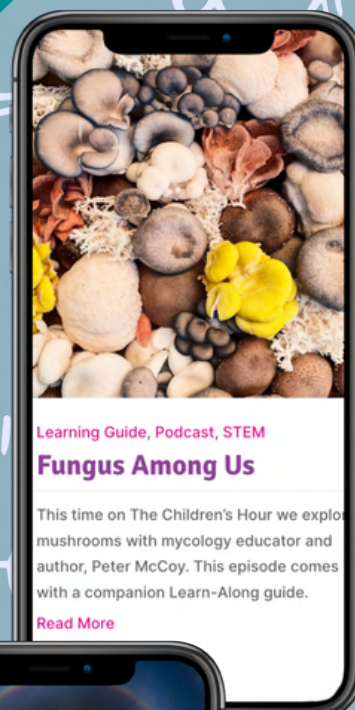 Learning Guide, Podcast, STEM
Fungus Among Us
This time on The Children's Hour we explor
mushrooms with mycology educator and
author, Peter McCoy. This episode comes
with a companion Learn-Along guide.
Read More